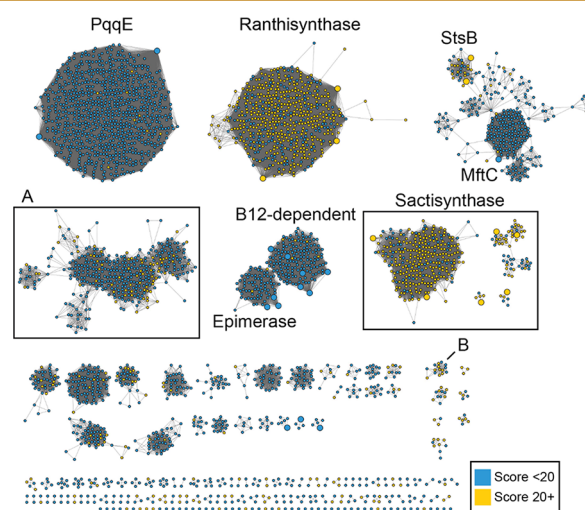 PqqE
Ranthisynthase
StsB
MftC
A
B12-dependent
Sactisynthase
Epimerase
B
Score <20
Score 20+